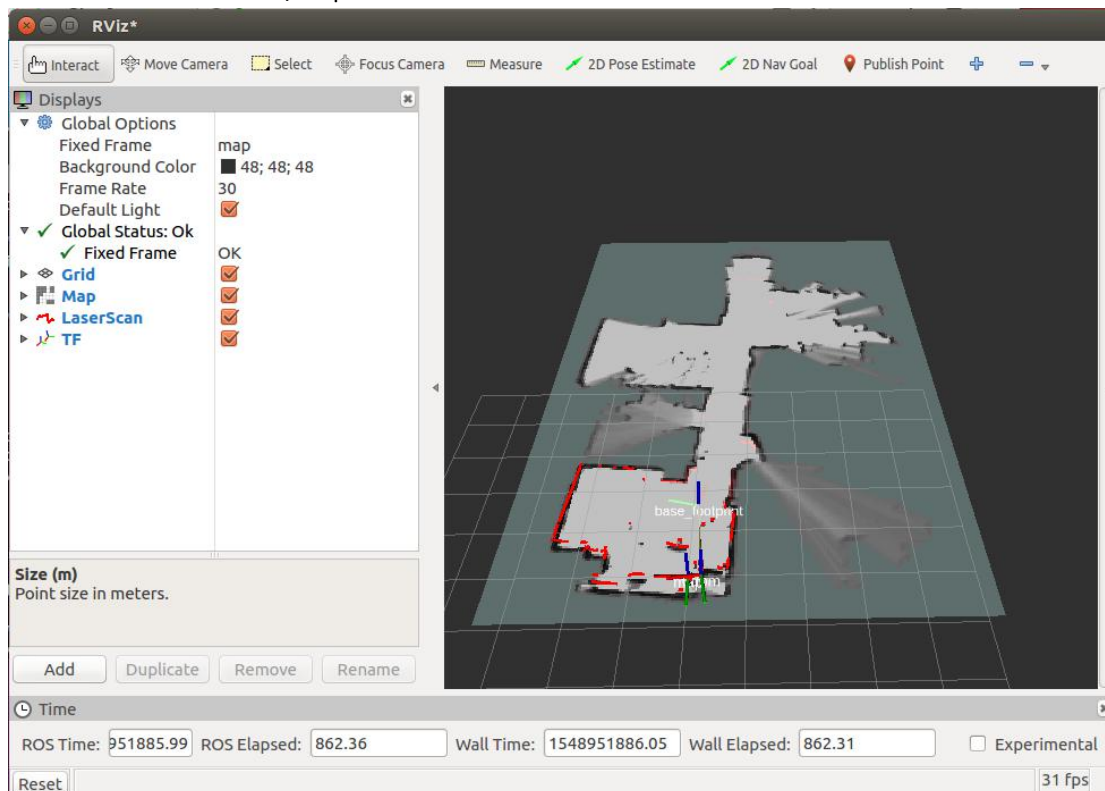 RViz*
Interact Move Camera Select Focus Camera Measure 2D Pose Estimate 2D Nav Goal Publish Point
Displays
Global Options
Fixed Frame map
Background Color 48; 48; 48
Frame Rate 30
Default Light
Global Status: Ok
Fixed Frame OK
Grid
Map
LaserScan
TF
base_footprint
Size (m)
Point size in meters.
Add Duplicate Remove Rename
Time
ROS Time: 951885.99 ROS Elapsed: 862.36 Wall Time: 1548951886.05 Wall Elapsed: 862.31 Experimental
Reset 31 fps